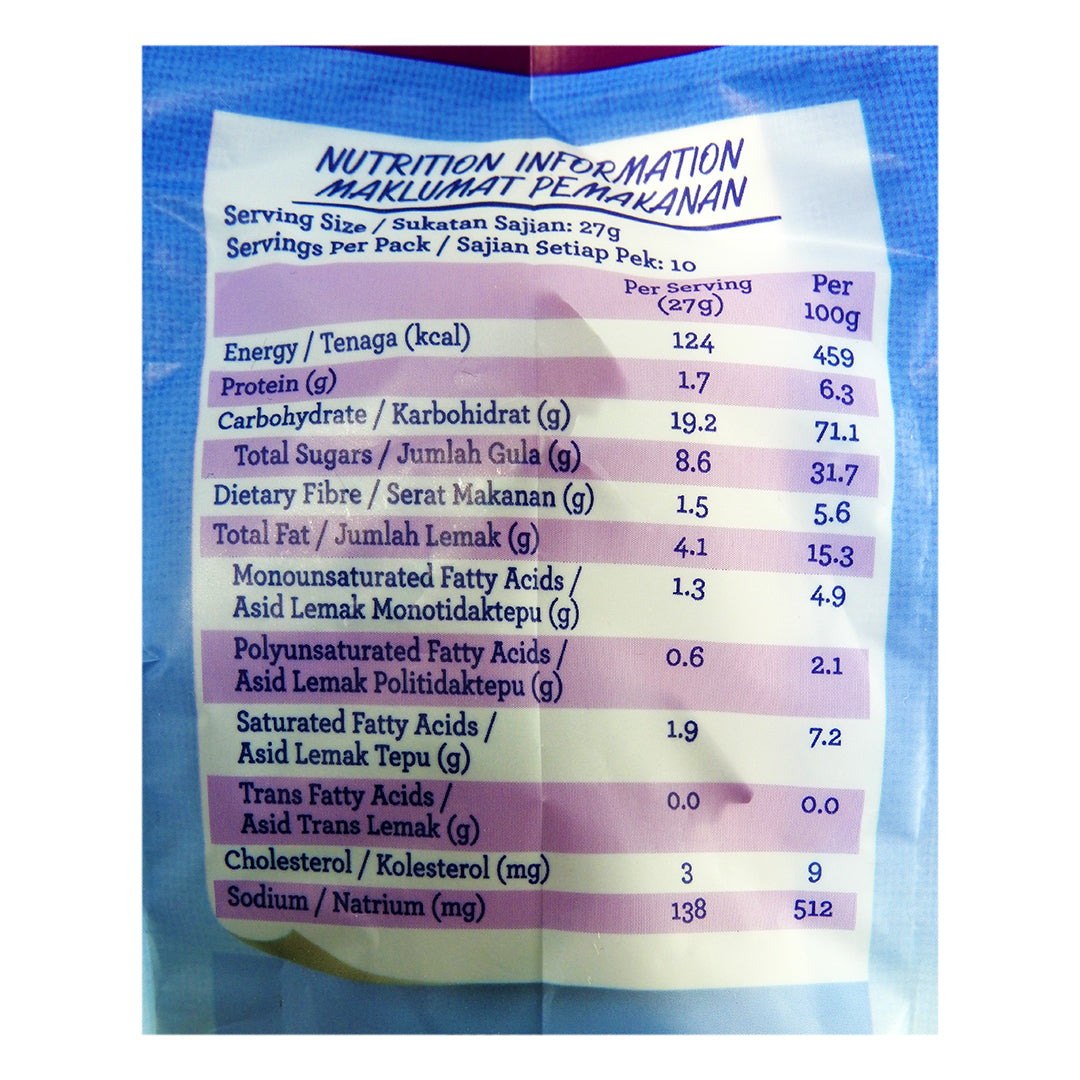 NUTRITION INFORMATION
MAKLUMAT PEMAKANAN
Serving Size / Sukatan Sajian: 27g
Servings Per Pack / Sajian Setiap Pek: 10
Per Serving (27g) Per 100g
Energy / Tenaga (kcal) 124 459
Protein (g) 1.7 6.3
Carbohydrate / Karbohidrat (g) 19.2 71.1
Total Sugars / Jumlah Gula (g) 8.6 31.7
Dietary Fibre / Serat Makanan (g) 1.5 5.6
Total Fat / Jumlah Lemak (g) 4.1 15.3
Monounsaturated Fatty Acids / 1.3 4.9
Asid Lemak Monotidaktepu (g)
Polyunsaturated Fatty Acids / 0.6 2.1
Asid Lemak Politidaktepu (g)
Saturated Fatty Acids / 1.9 7.2
Asid Lemak Tepu (g)
Trans Fatty Acids / 0.0 0.0
Asid Trans Lemak (g)
Cholesterol / Kolesterol (mg) 3 9
Sodium / Natrium (mg) 138 512